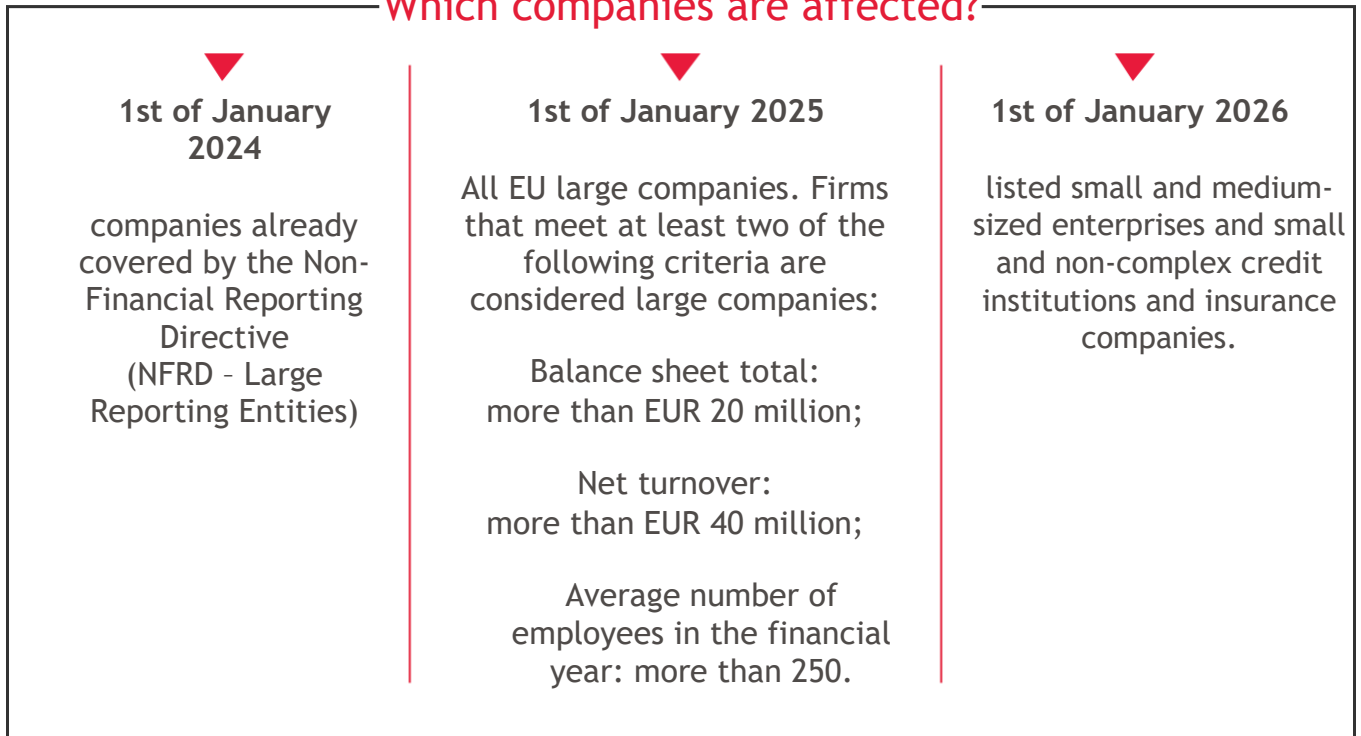 Which companies are affected?
1st of January
2024
companies already
covered by the Non-
Financial Reporting
Directive
(NFRD – Large
Reporting Entities)
1st of January 2025
All EU large companies. Firms
that meet at least two of the
following criteria are
considered large companies:
Balance sheet total:
more than EUR 20 million;
Net turnover:
more than EUR 40 million;
Average number of
employees in the financial
year: more than 250.
1st of January 2026
listed small and medium-
sized enterprises and small
and non-complex credit
institutions and insurance
companies.